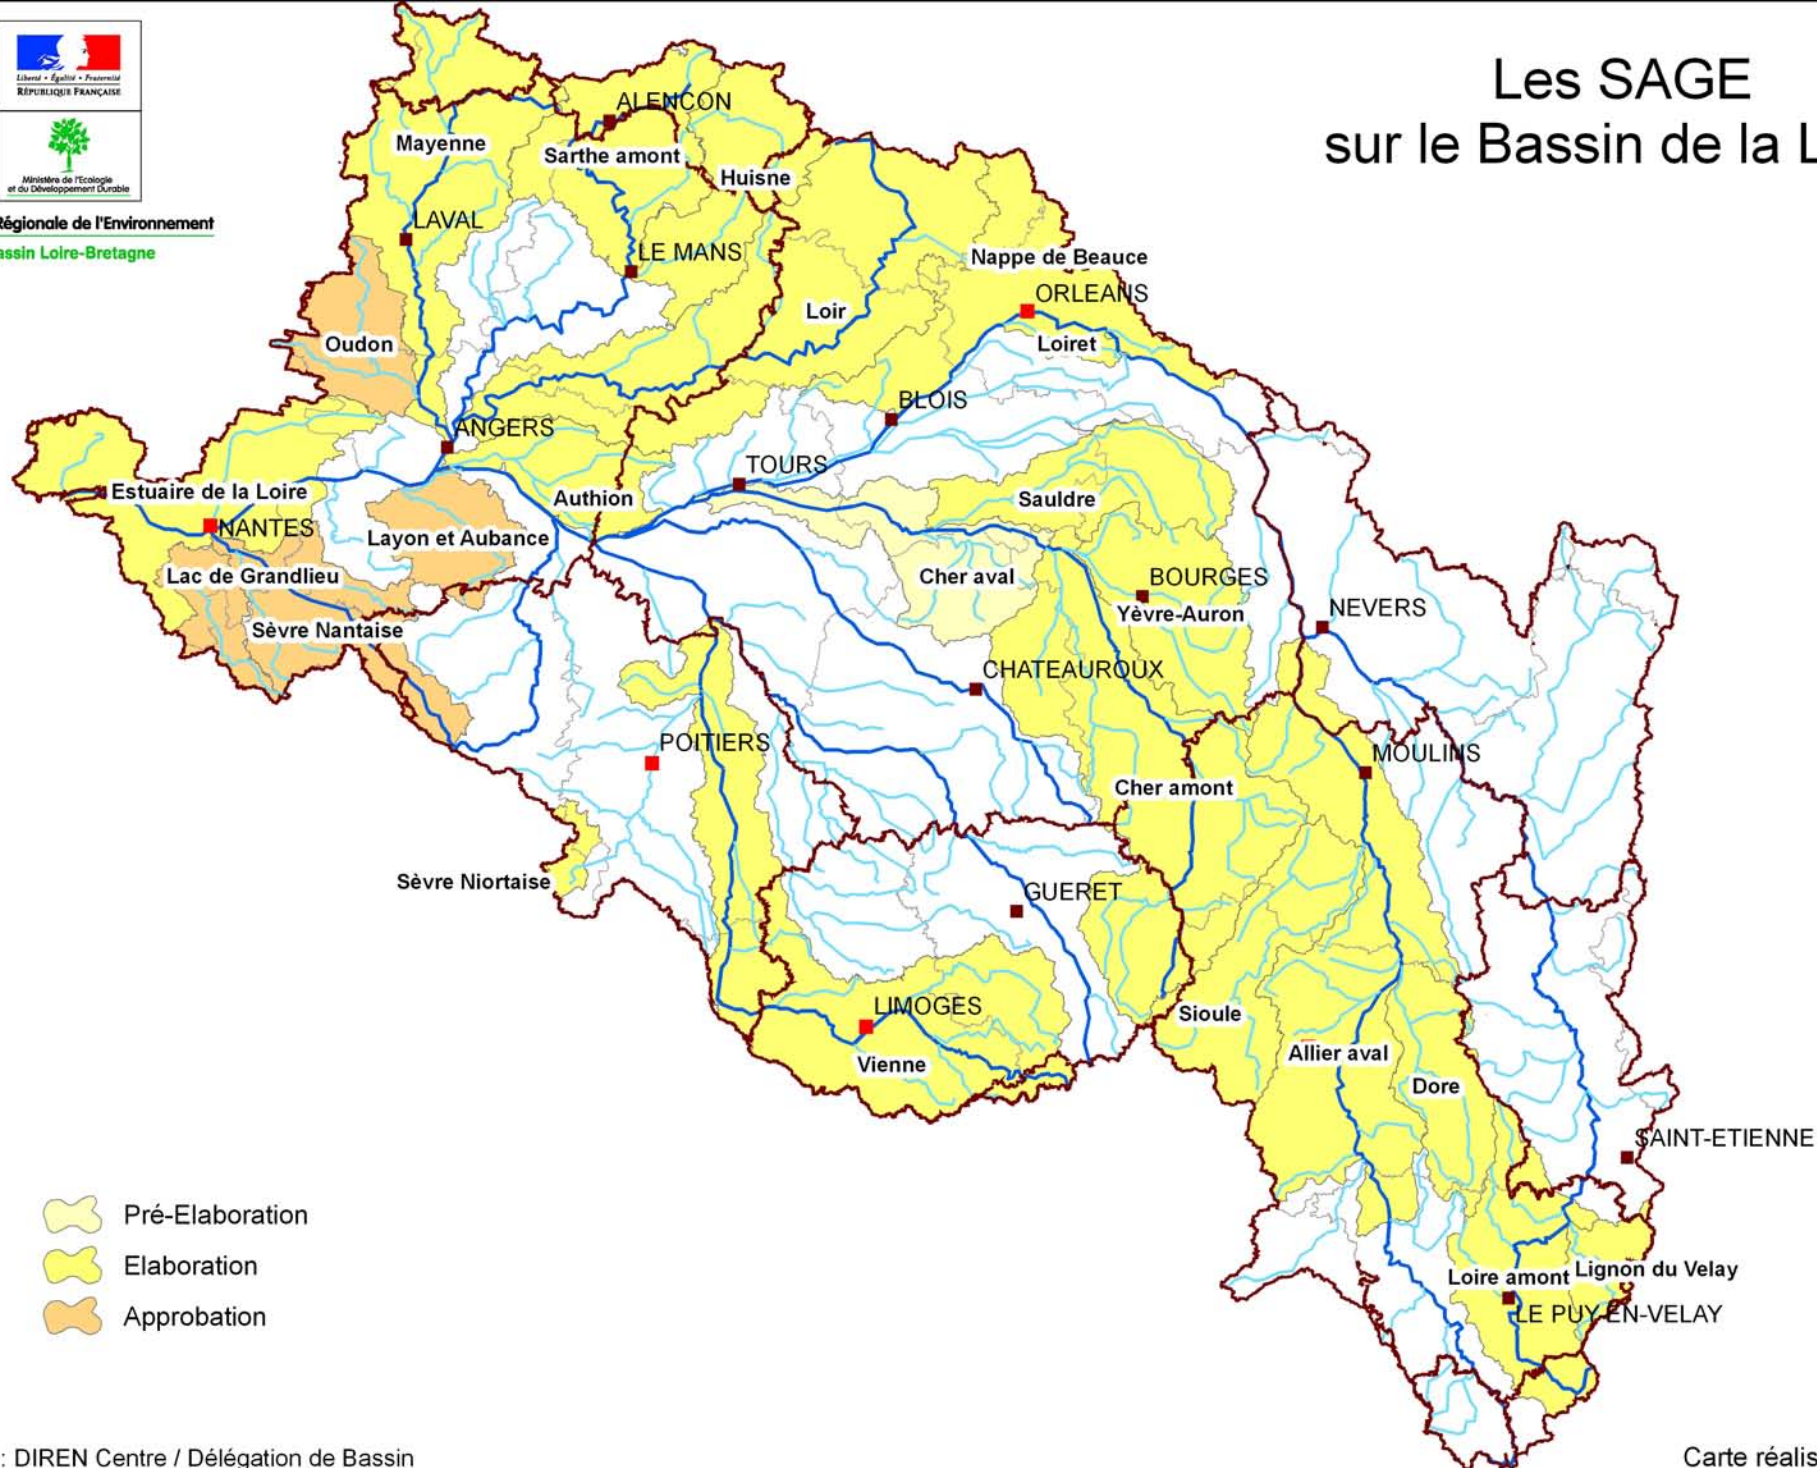 Liberté • Égalité • Fraternité
RÉPUBLIQUE FRANÇAISE
Ministère de l'Ecologie
et du Développement Durable
Régionale de l'Environnement
assin Loire-Bretagne
Les SAGE
sur le Bassin de la L
ALENCON
Mayenne
Sarthe amont
Huisne
LAVAL
LE MANS
Nappe de Beauce
ORLEANS
Loir
Oudon
Loiret
BLOIS
ANGERS
TOURS
Estuaire de la Loire
Authion
Sauldre
NANTES
Layon et Aubance
Lac de Grandlieu
Cher aval
BOURGES
Yèvre-Auron
NEVERS
Sèvre Nantaise
CHATEAUROUX
POITIERS
MOULINS
Cher amont
Sèvre Niortaise
GUERET
LIMOGES
Sioule
Vienne
Allier aval
Dore
SAINT-ETIENNE
Pré-Elaboration
Elaboration
Approbation
Loire amont
Lignon du Velay
LE PUY-EN-VELAY
: DIREN Centre / Délégation de Bassin
Carte réalis